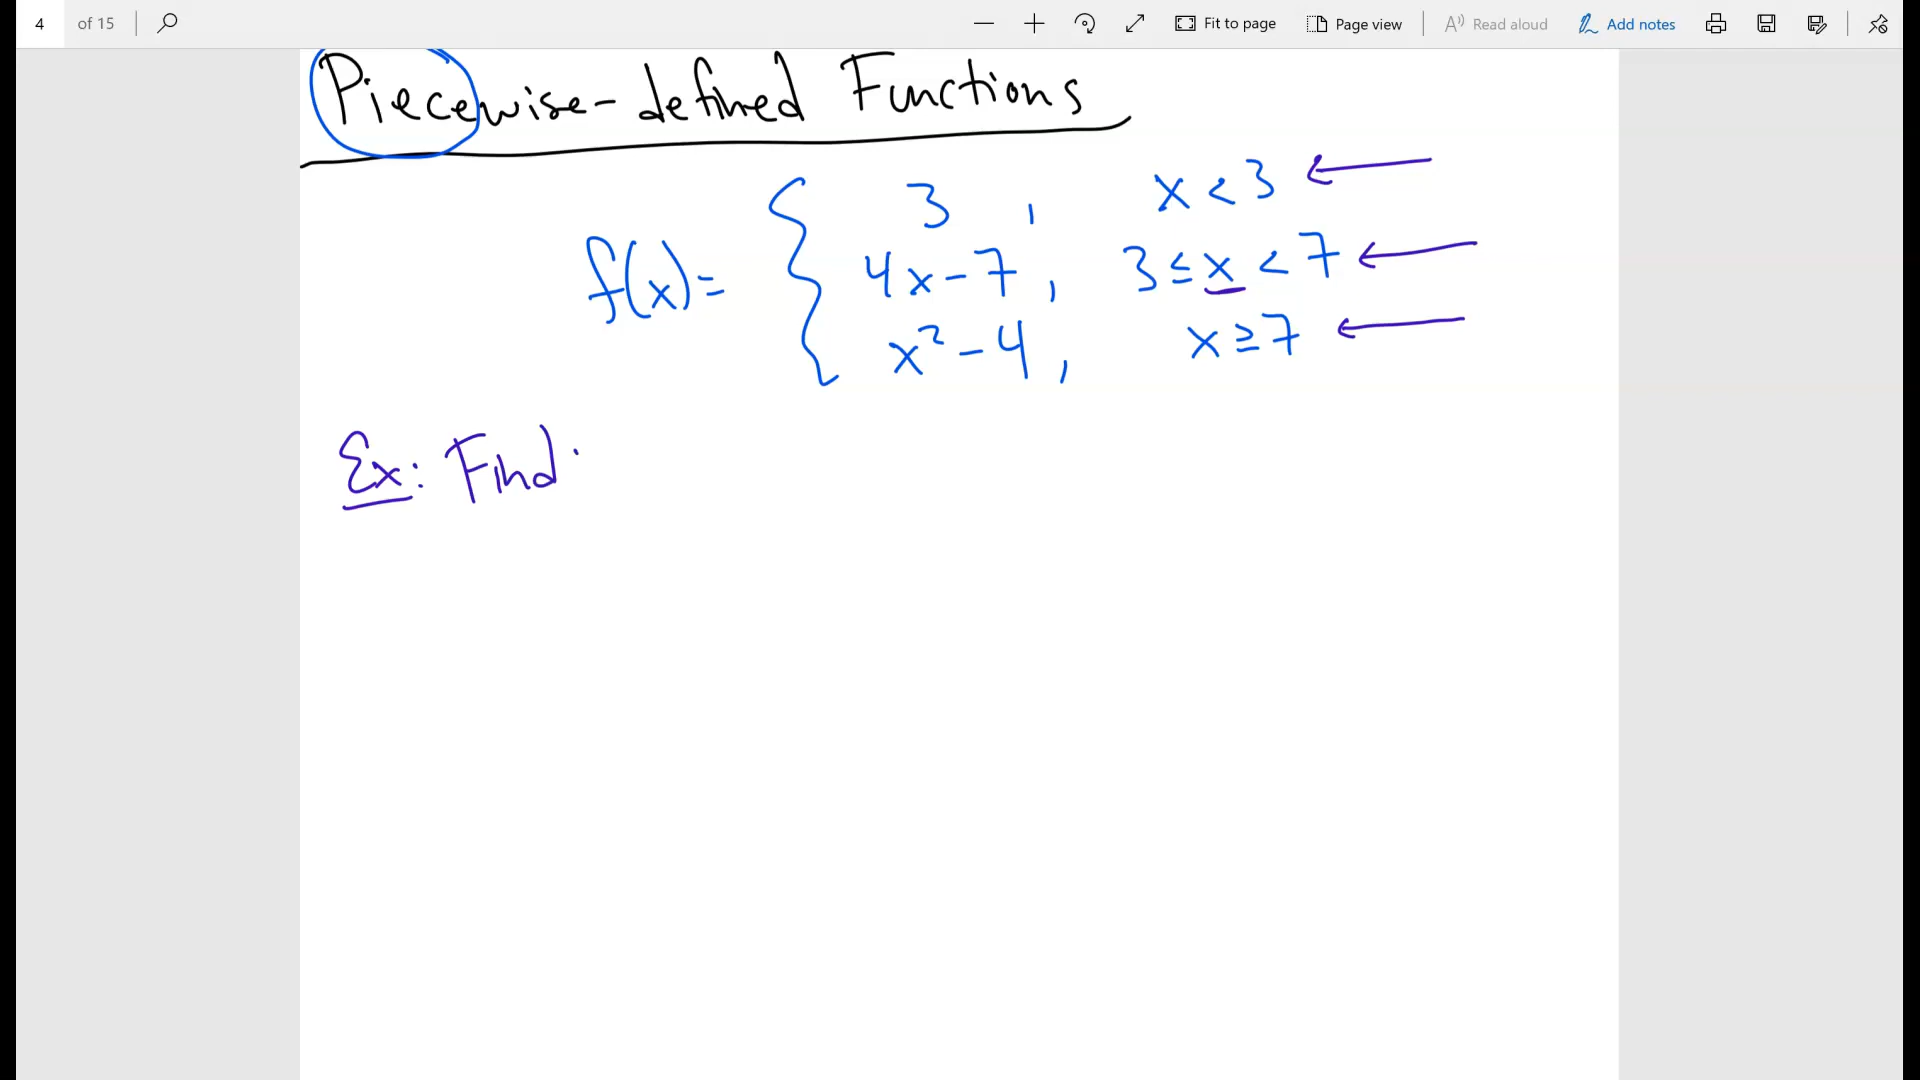 4 of 15 Fit to page Page view Read aloud Add notes
Piecewise-defined Functions
3 , x < 3
f(x) = { 4x - 7 , 3 ≤ x < 7
x² - 4 , x ≥ 7
Ex: Find